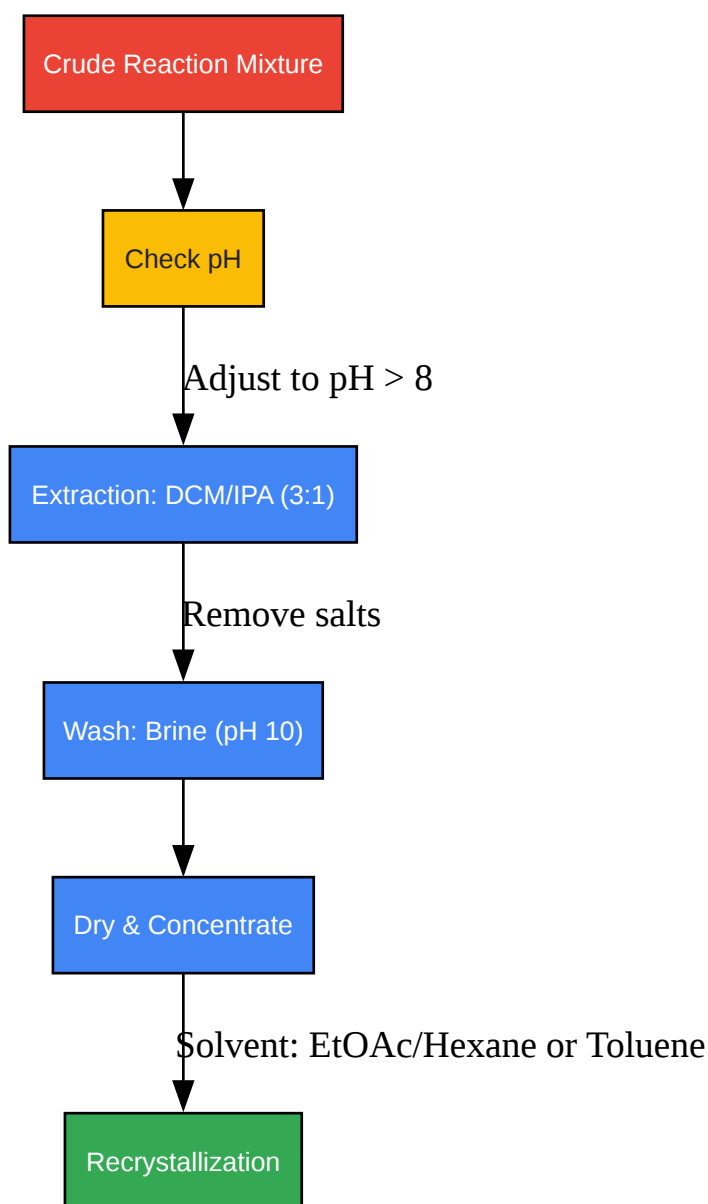 Crude Reaction Mixture
Check pH
Adjust to pH > 8
Extraction: DCM/IPA (3:1)
Remove salts
Wash: Brine (pH 10)
Dry & Concentrate
Solvent: EtOAc/Hexane or Toluene
Recrystallization